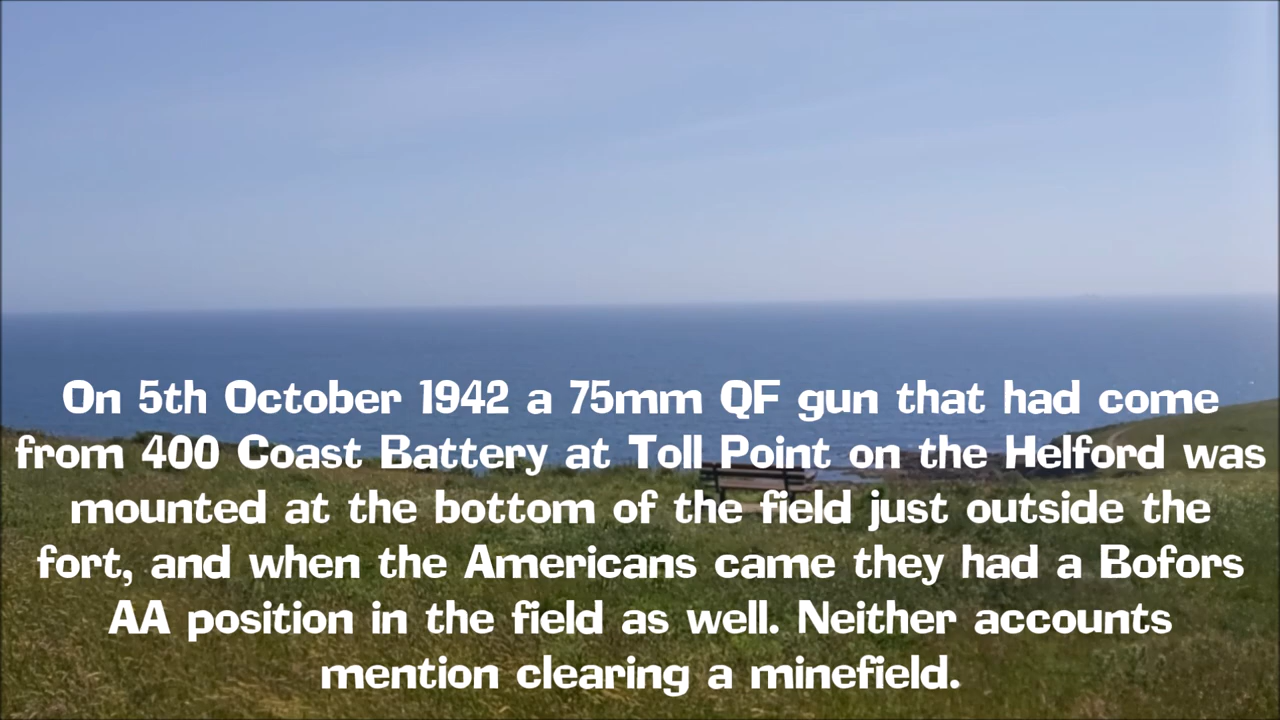 On 5th October 1942 a 75mm QF gun that had come
from 400 Coast Battery at Toll Point on the Helford was
mounted at the bottom of the field just outside the
fort, and when the Americans came they had a Bofors
AA position in the field as well. Neither accounts
mention clearing a minefield.